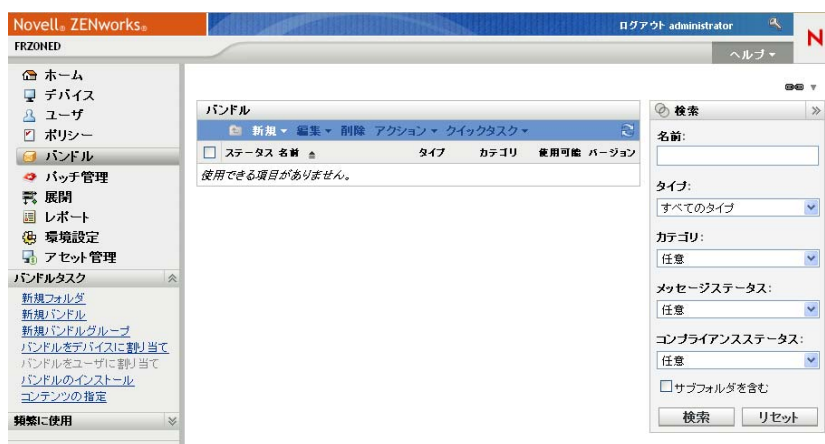 Novell® ZENworks®
ログアウト administrator
FRZONED
ヘルプ
N
ホーム
デバイス
ユーザ
ポリシー
バンドル
パッチ管理
展開
レポート
環境設定
アセット管理
バンドルタスク
新規フォルダ
新規バンドル
新規バンドルグループ
バンドルをデバイスに割り当て
バンドルをユーザに割り当て
バンドルのインストール
コンテンツの指定
頻繁に使用
バンドル
新規 編集 削除 アクション クイックタスク
ステータス 名前 タイプ カテゴリ 使用可能 バージョン
使用できる項目がありません。
検索
名前:
タイプ:
すべてのタイプ
カテゴリ:
任意
メッセージステータス:
任意
コンプライアンスステータス:
任意
サブフォルダを含む
検索 リセット